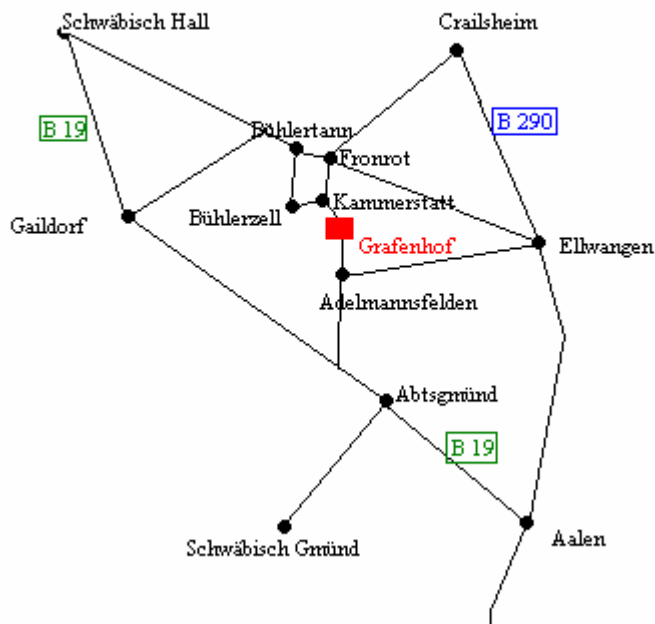 Schwäbisch Hall
Crailsheim
B 19
B 290
Bühlertann
Fronrot
Bühlerzell
Kammerstatt
Gaildorf
Grafenhof
Ellwangen
Adelmannsfelden
Abtsgmünd
B 19
Schwäbisch Gmünd
Aalen